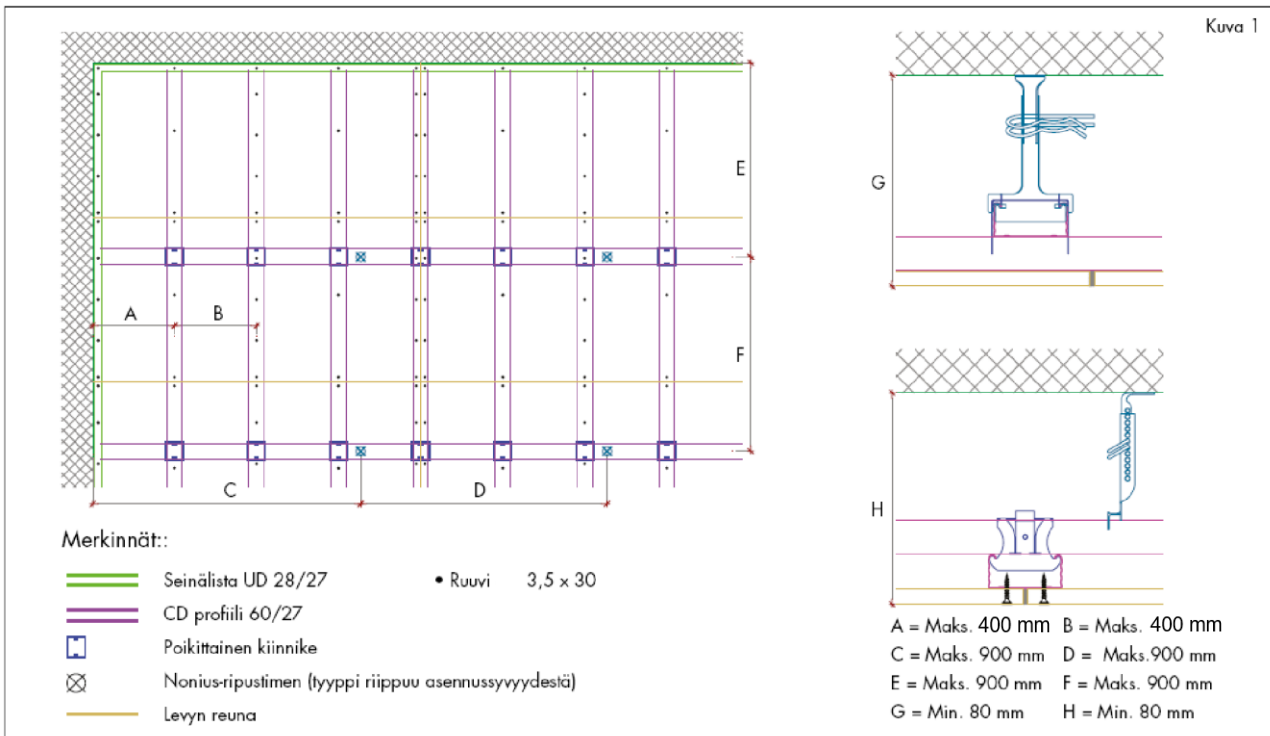 Kuva 1
E
G
A
B
F
C
D
H
Merkinnät::
Seinälista UD 28/27
• Ruuvi 3,5 x 30
CD profiili 60/27
Poikittainen kiinnike
Nonius-ripustimen (tyyppi riippuu asennussyvyydestä)
Levyn reuna
A = Maks. 400 mm B = Maks. 400 mm
C = Maks. 900 mm D = Maks.900 mm
E = Maks. 900 mm F = Maks. 900 mm
G = Min. 80 mm H = Min. 80 mm